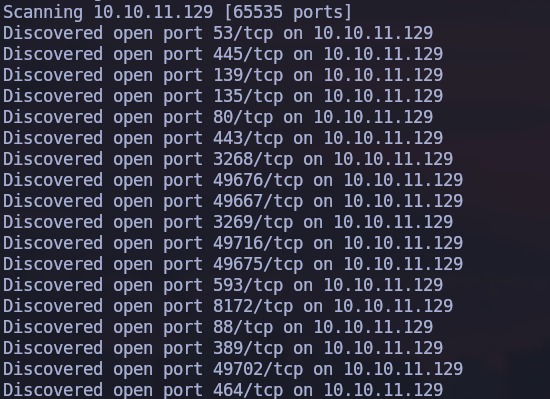 Scanning 10.10.11.129 [65535 ports]
Discovered open port 53/tcp on 10.10.11.129
Discovered open port 445/tcp on 10.10.11.129
Discovered open port 139/tcp on 10.10.11.129
Discovered open port 135/tcp on 10.10.11.129
Discovered open port 80/tcp on 10.10.11.129
Discovered open port 443/tcp on 10.10.11.129
Discovered open port 3268/tcp on 10.10.11.129
Discovered open port 49676/tcp on 10.10.11.129
Discovered open port 49667/tcp on 10.10.11.129
Discovered open port 3269/tcp on 10.10.11.129
Discovered open port 49716/tcp on 10.10.11.129
Discovered open port 49675/tcp on 10.10.11.129
Discovered open port 593/tcp on 10.10.11.129
Discovered open port 8172/tcp on 10.10.11.129
Discovered open port 88/tcp on 10.10.11.129
Discovered open port 389/tcp on 10.10.11.129
Discovered open port 49702/tcp on 10.10.11.129
Discovered open port 464/tcp on 10.10.11.129